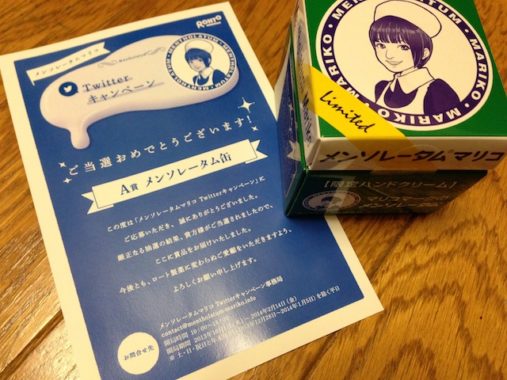 ROHTO
メンソレータムマリコ
MENTHOLATUM
Twitter
キャンペーン
ご当選おめでとうございます!
A賞 メンソレータム缶
この度は「メンソレータムマリコ Twitterキャンペーン」に
ご応募いただき、誠にありがとうございました。
厳正なる抽選の結果、貴方様がご当選されましたので、
ここに賞品をお届けいたしました。
今後とも、ロート製薬に変わらぬご愛顧をいただきますよう、
よろしくお願い申し上げます。
お問合せ先
メンソレータムマリコ Twitterキャンペーン事務局
contact@mentholatum-mariko.info
MENTHOLATUM
MARIKO
MARIKO
Limited
メンソレータムマリコ
【限定ハンドクリーム】